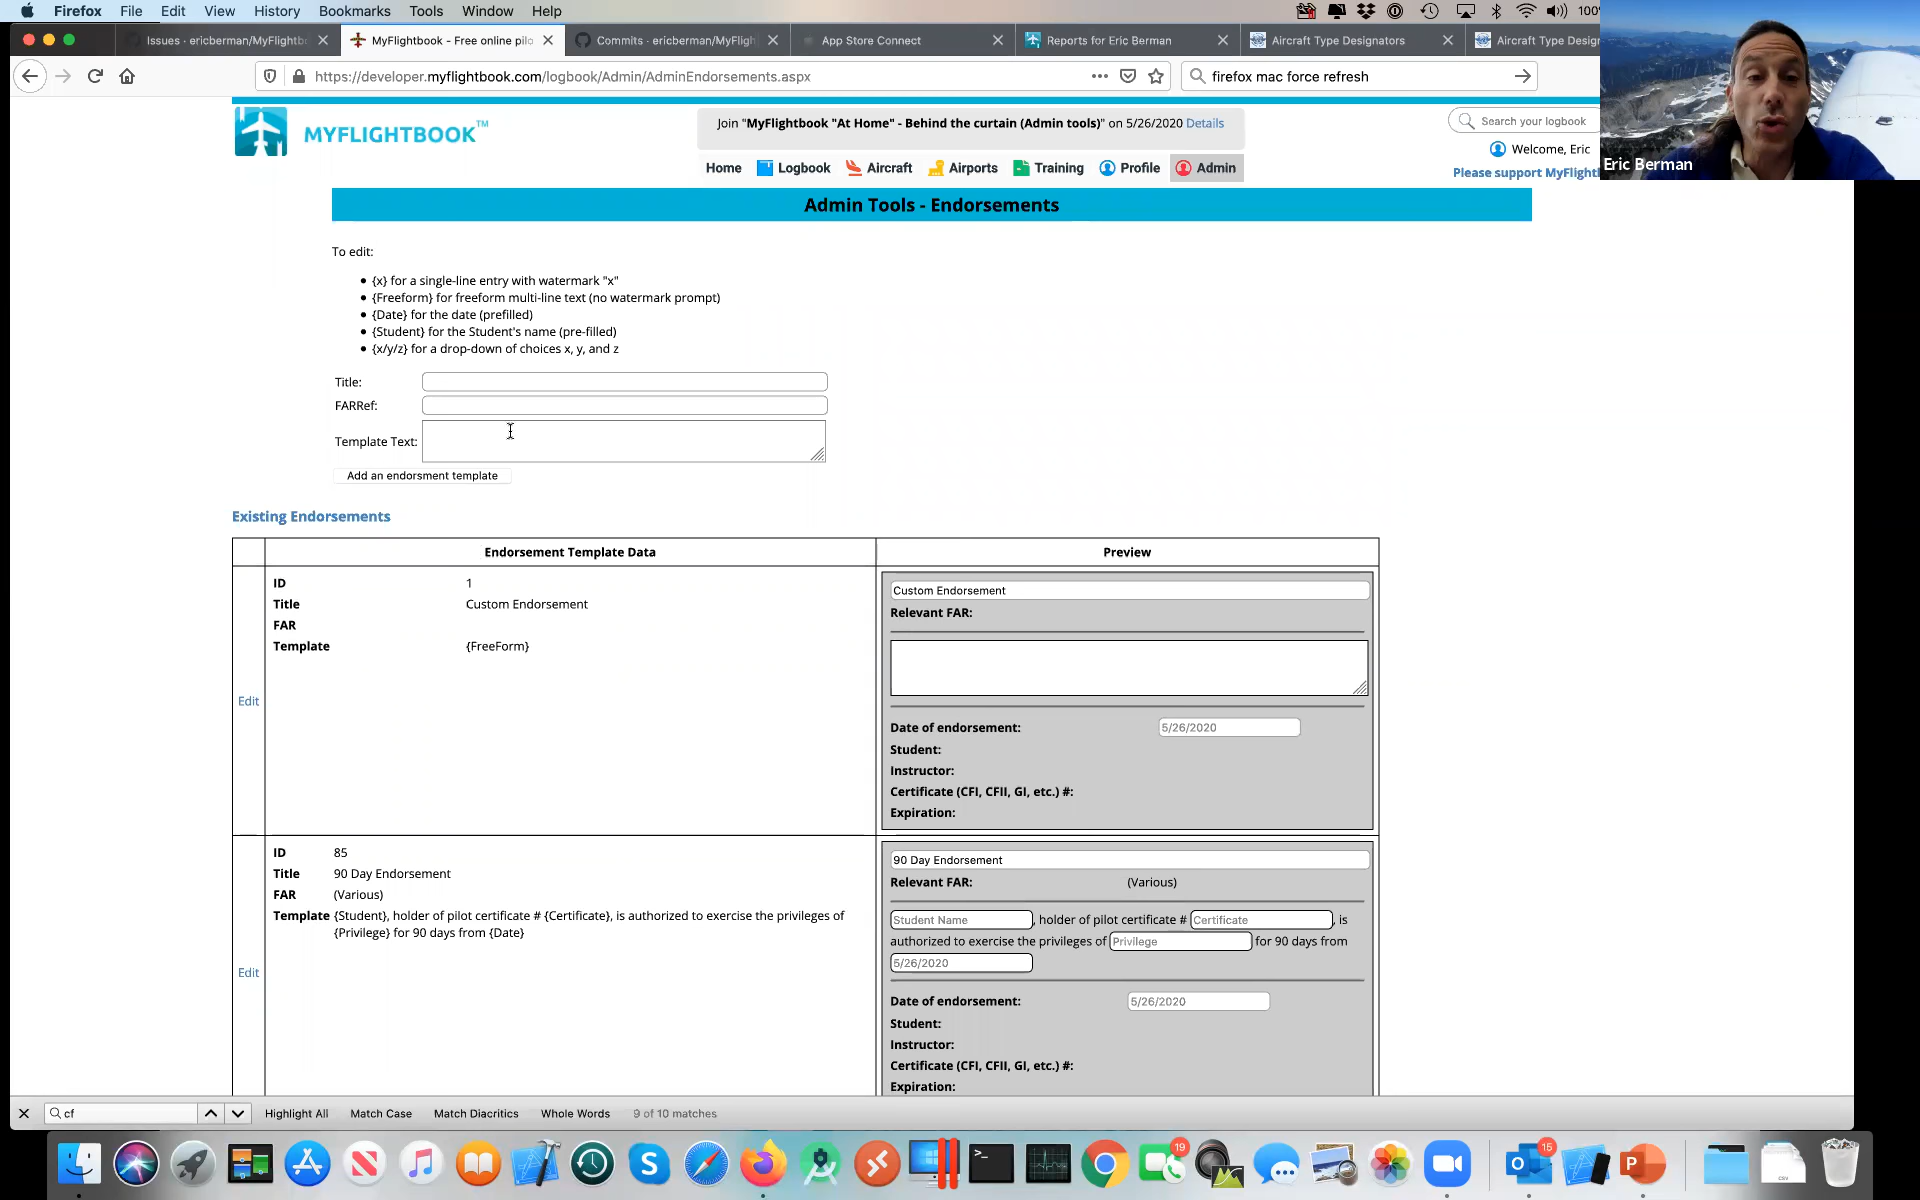 Firefox File Edit View History Bookmarks Tools Window Help
100%
Issues · ericberman/MyFlightb
MyFlightbook - Free online pilo
Commits · ericberman/MyFligh
App Store Connect
Reports for Eric Berman
Aircraft Type Designators
Aircraft Type Design
https://developer.myflightbook.com/logbook/Admin/AdminEndorsements.aspx
firefox mac force refresh
MYFLIGHTBOOK™
Join "MyFlightbook "At Home" - Behind the curtain (Admin tools)" on 5/26/2020 Details
Search your logbook
Welcome, Eric
Please support MyFlight
Eric Berman
Home Logbook Aircraft Airports Training Profile Admin
Admin Tools - Endorsements
To edit:
• {x} for a single-line entry with watermark "x"
• {Freeform} for freeform multi-line text (no watermark prompt)
• {Date} for the date (prefilled)
• {Student} for the Student's name (pre-filled)
• {x/y/z} for a drop-down of choices x, y, and z
Title:
FARRef:
Template Text:
Add an endorsment template
Existing Endorsements
Endorsement Template Data Preview
Edit
ID 1
Title Custom Endorsement
FAR
Template {FreeForm}
Custom Endorsement
Relevant FAR:
Date of endorsement: 5/26/2020
Student:
Instructor:
Certificate (CFI, CFII, GI, etc.) #:
Expiration:
Edit
ID 85
Title 90 Day Endorsement
FAR (Various)
Template {Student}, holder of pilot certificate # {Certificate}, is authorized to exercise the privileges of
{Privilege} for 90 days from {Date}
90 Day Endorsement
Relevant FAR: (Various)
Student Name , holder of pilot certificate # Certificate , is
authorized to exercise the privileges of Privilege for 90 days from
5/26/2020
Date of endorsement: 5/26/2020
Student:
Instructor:
Certificate (CFI, CFII, GI, etc.) #:
Expiration:
cf
Highlight All Match Case Match Diacritics Whole Words 9 of 10 matches
19
15